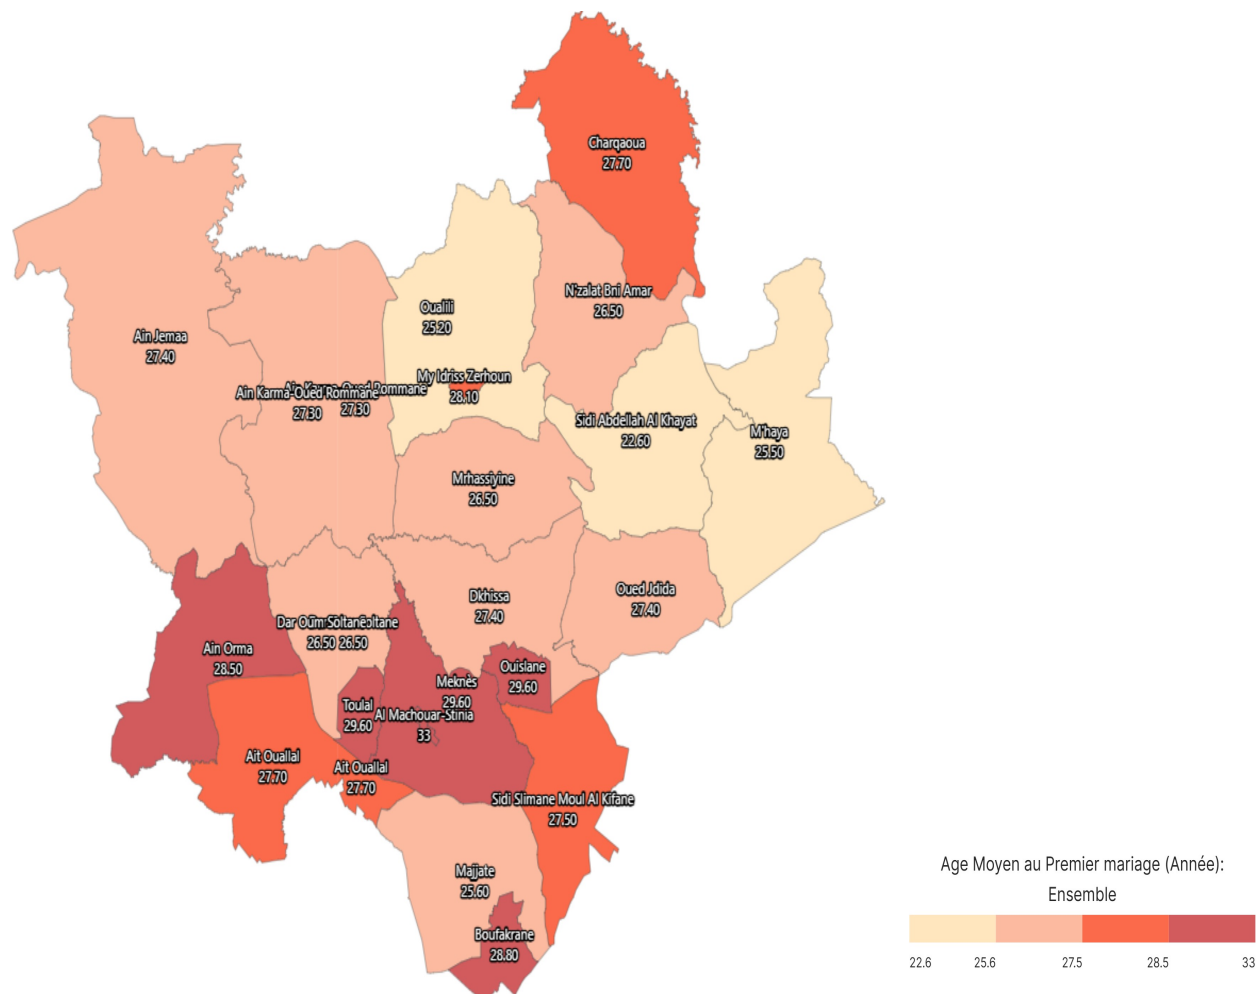 Charqaoua
27.70
N'zalat Bni Amar
26.50
Oualili
25.20
Ain Jemaa
27.40
My Idriss Zerhoun
28.10
Ain Karma-Oued Rommane
27.30
Ain Karma-Oued Rommane
27.30
Sidi Abdellah Al Khayat
22.60
M'haya
25.50
Mrhassiyine
26.50
Oued Jdida
27.40
Dkhissa
27.40
Dar Oum Soltane
26.50 26.50
Ain Orma
28.50
Ouislane
29.60
Meknès
29.60
Toulal
29.60
Al Machouar-Stinia
33
Ait Ouallal
27.70
Ait Ouallal
27.70
Sidi Slimane Moul Al Kifane
27.50
Majjate
25.60
Boufakrane
28.80
Age Moyen au Premier mariage (Année):
Ensemble
22.6 25.6 27.5 28.5 33